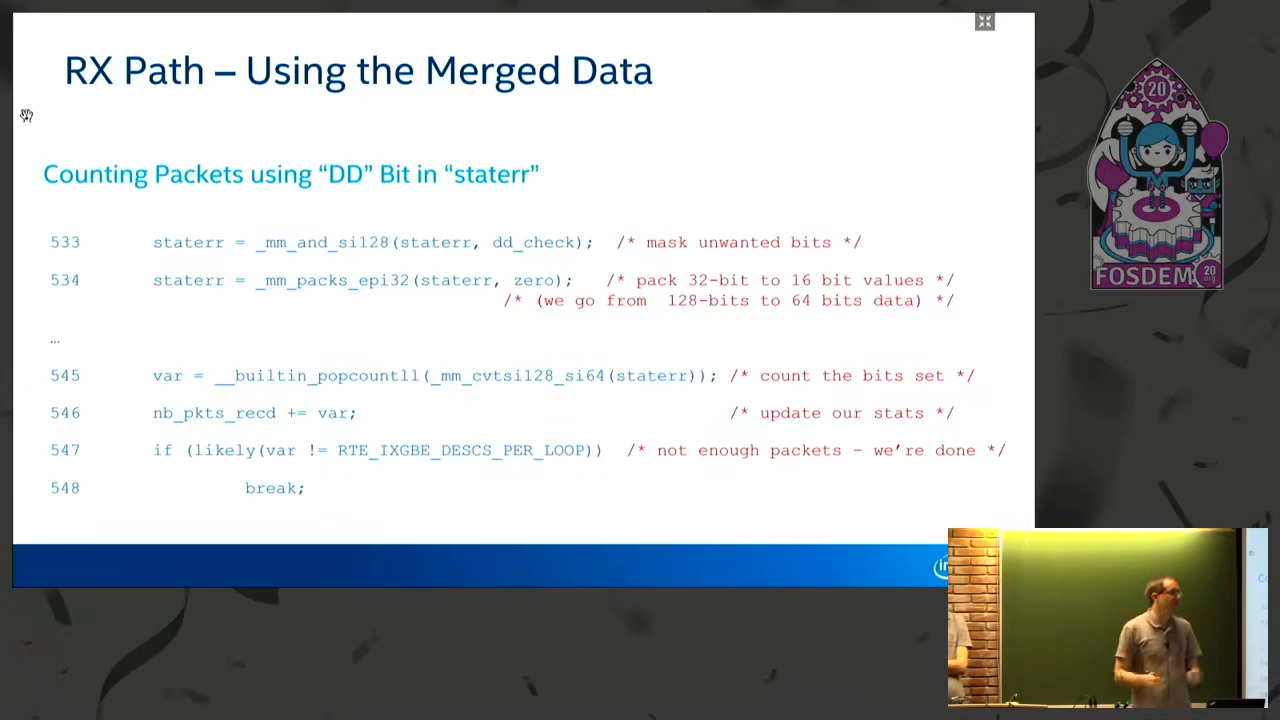 RX Path – Using the Merged Data
Counting Packets using “DD” Bit in “staterr”
533 staterr = _mm_and_si128(staterr, dd_check); /* mask unwanted bits */
534 staterr = _mm_packs_epi32(staterr, zero); /* pack 32-bit to 16 bit values */
/* (we go from 128-bits to 64 bits data) */
…
545 var = __builtin_popcountll(_mm_cvtsi128_si64(staterr)); /* count the bits set */
546 nb_pkts_recd += var; /* update our stats */
547 if (likely(var != RTE_IXGBE_DESCS_PER_LOOP)) /* not enough packets – we’re done */
548 break;
20
FOSDEM
20
.org